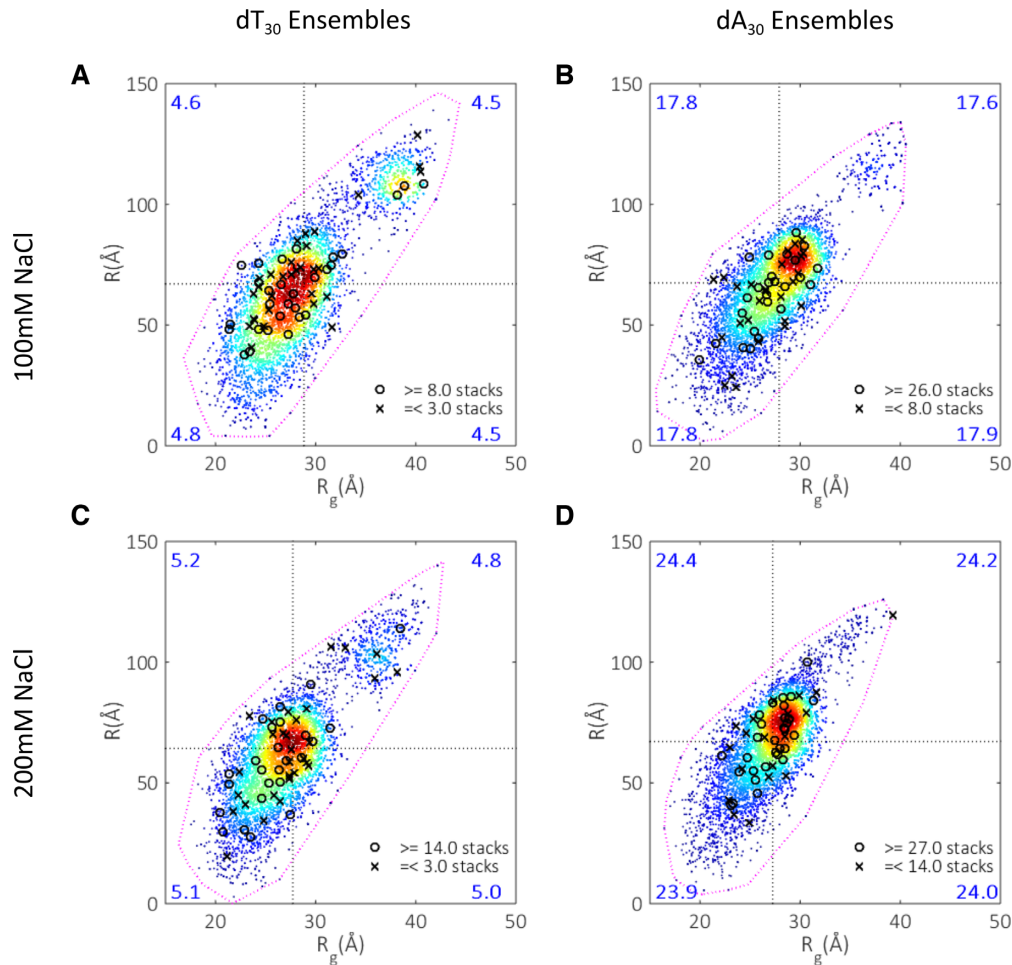 dT30 Ensembles
dA30 Ensembles
100mM NaCl
A
4.6
4.5
4.8
4.5
150
100
50
0
R(Å)
20
30
40
50
Rg(Å)
>= 8.0 stacks
=< 3.0 stacks
B
17.8
17.6
17.8
17.9
150
100
50
0
R(Å)
20
30
40
50
Rg(Å)
>= 26.0 stacks
=< 8.0 stacks
200mM NaCl
C
5.2
4.8
5.1
5.0
150
100
50
0
R(Å)
20
30
40
50
Rg(Å)
>= 14.0 stacks
=< 3.0 stacks
D
24.4
24.2
23.9
24.0
150
100
50
0
R(Å)
20
30
40
50
Rg(Å)
>= 27.0 stacks
=< 14.0 stacks